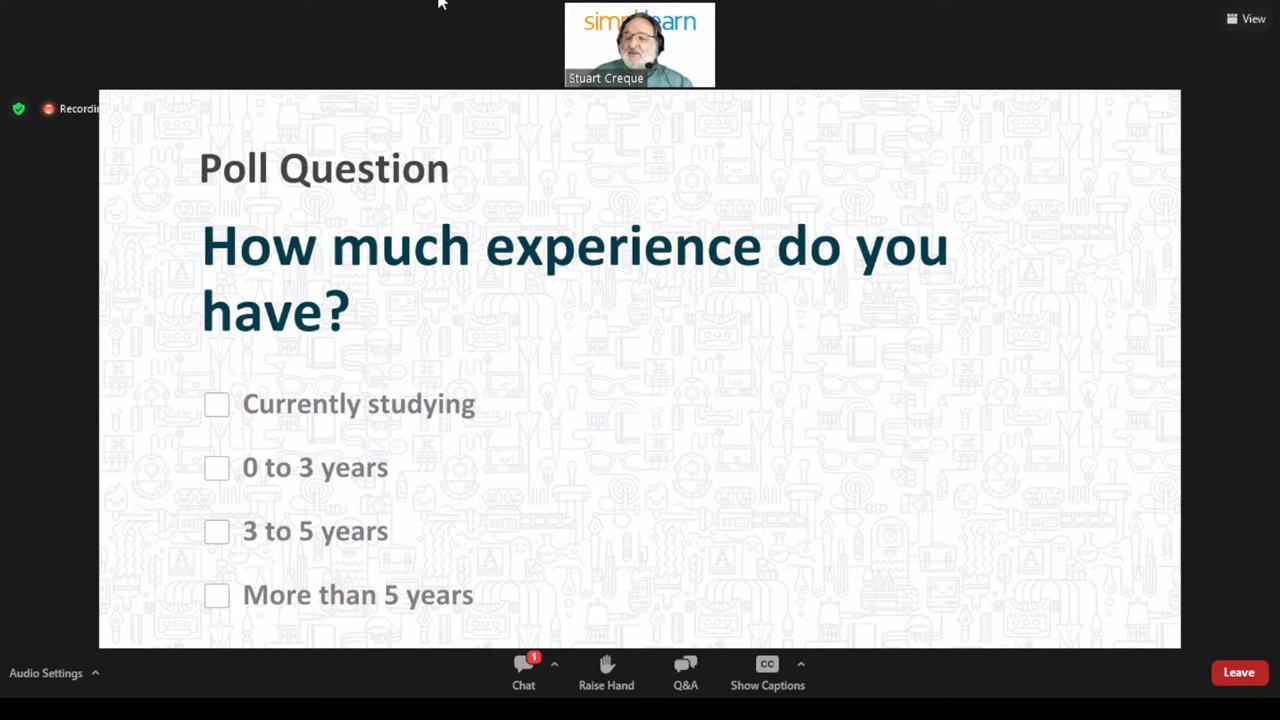 simplilearn
View
Stuart Creque
Recordin
Poll Question
How much experience do you
have?
Currently studying
0 to 3 years
3 to 5 years
More than 5 years
Audio Settings
1
Chat
Raise Hand
Q&A
CC
Show Captions
Leave